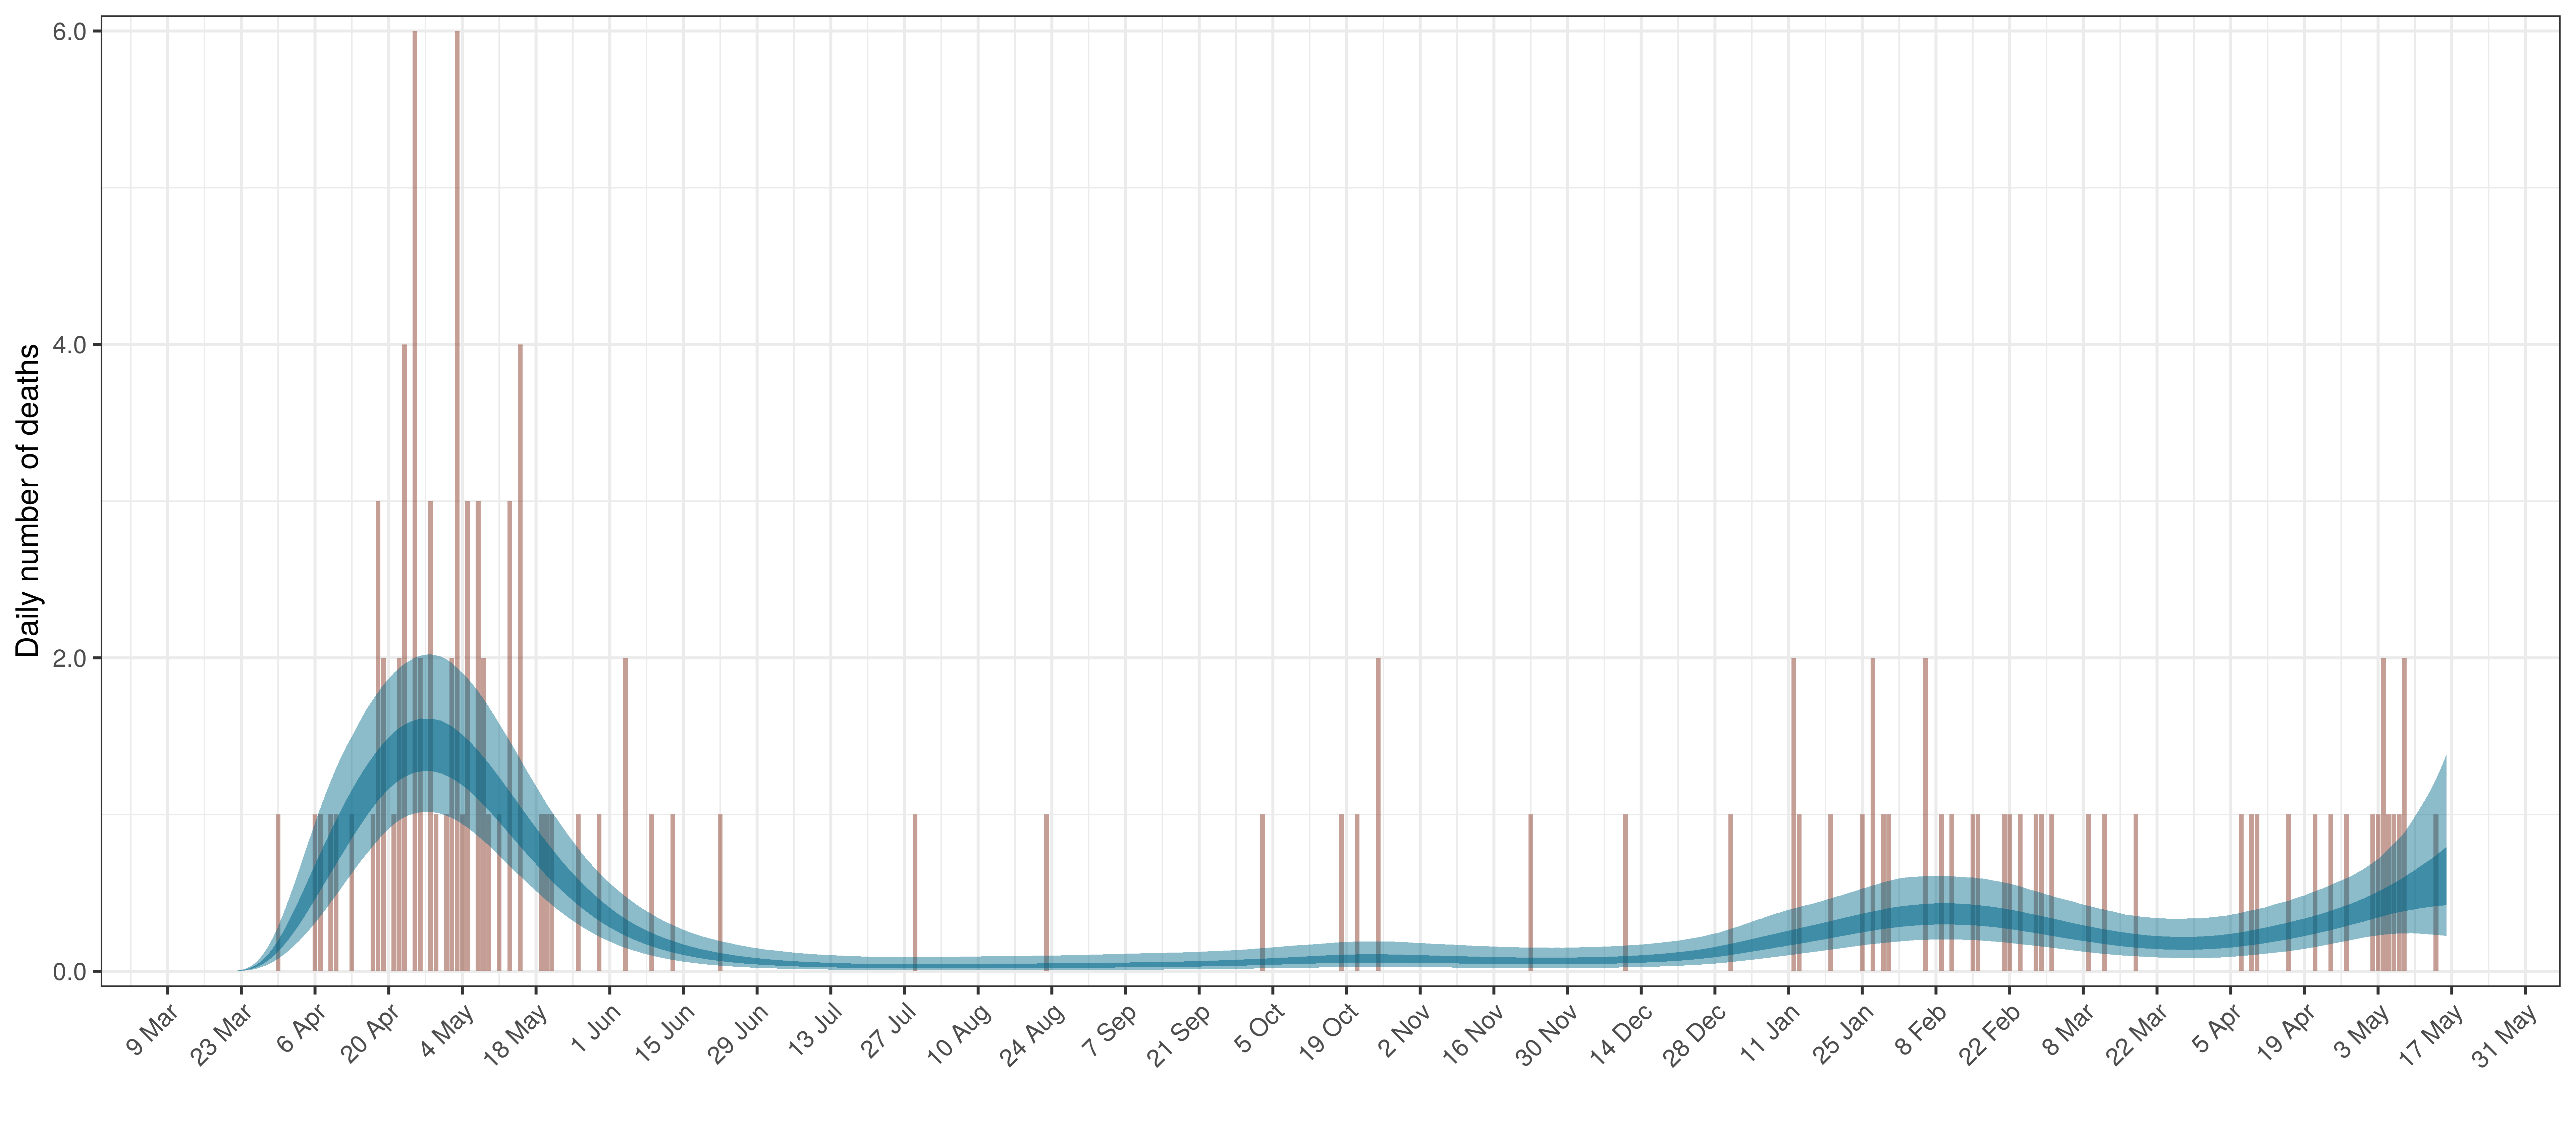 Daily number of deaths
6.0
4.0
2.0
0.0
9 Mar
23 Mar
6 Apr
20 Apr
4 May
18 May
1 Jun
15 Jun
29 Jun
13 Jul
27 Jul
10 Aug
24 Aug
7 Sep
21 Sep
5 Oct
19 Oct
2 Nov
16 Nov
30 Nov
14 Dec
28 Dec
11 Jan
25 Jan
8 Feb
22 Feb
8 Mar
22 Mar
5 Apr
19 Apr
3 May
17 May
31 May